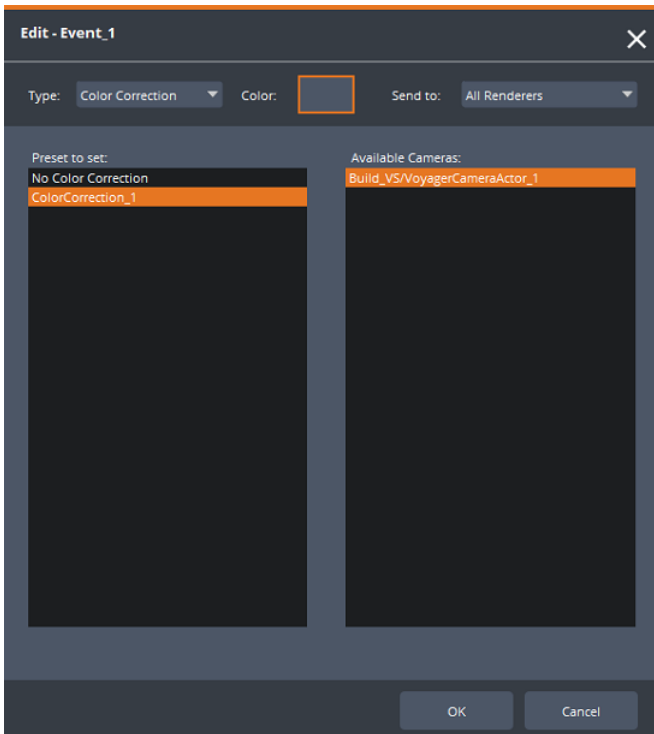 Edit - Event_1
Type: Color Correction Color: Send to: All Renderers
Preset to set:
No Color Correction
ColorCorrection_1
Available Cameras:
Build_VS/VoyagerCameraActor_1
OK Cancel